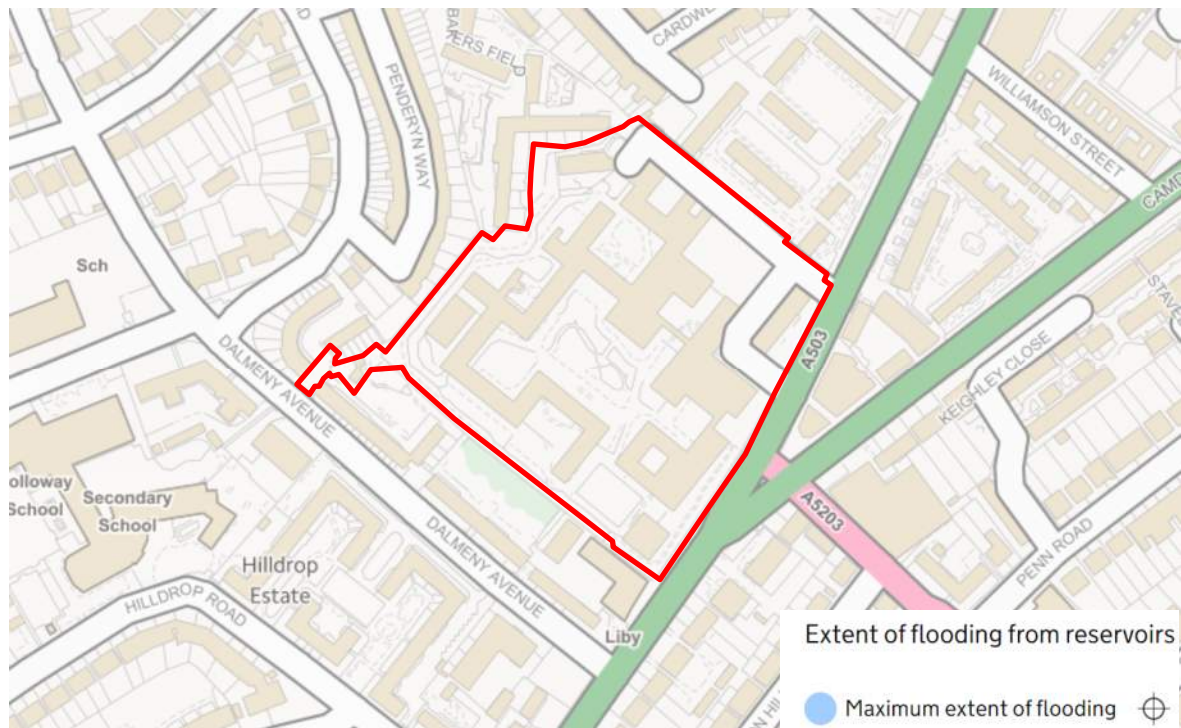 CARDWE
BAKERS FIELD
PENDERYN WAY
WILLIAMSON STREET
CAMD
Sch
STAVE
A503
KEIGHLEY CLOSE
DALMENY AVENUE
olloway
School
Secondary
School
A5203
PENN ROAD
DALMENY AVENUE
Hilldrop
Estate
HILLDROP ROAD
Liby
Extent of flooding from reservoirs
Maximum extent of flooding